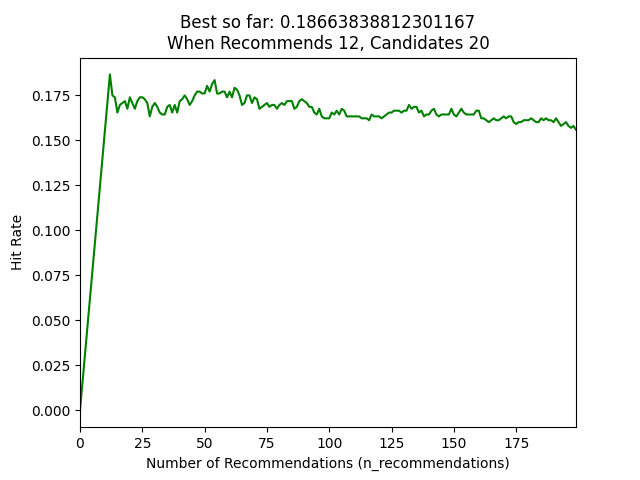 Best so far: 0.18663838812301167
When Recommends 12, Candidates 20
0.175
0.150
0.125
0.100
0.075
0.050
0.025
0.000
Hit Rate
0 25 50 75 100 125 150 175
Number of Recommendations (n_recommendations)